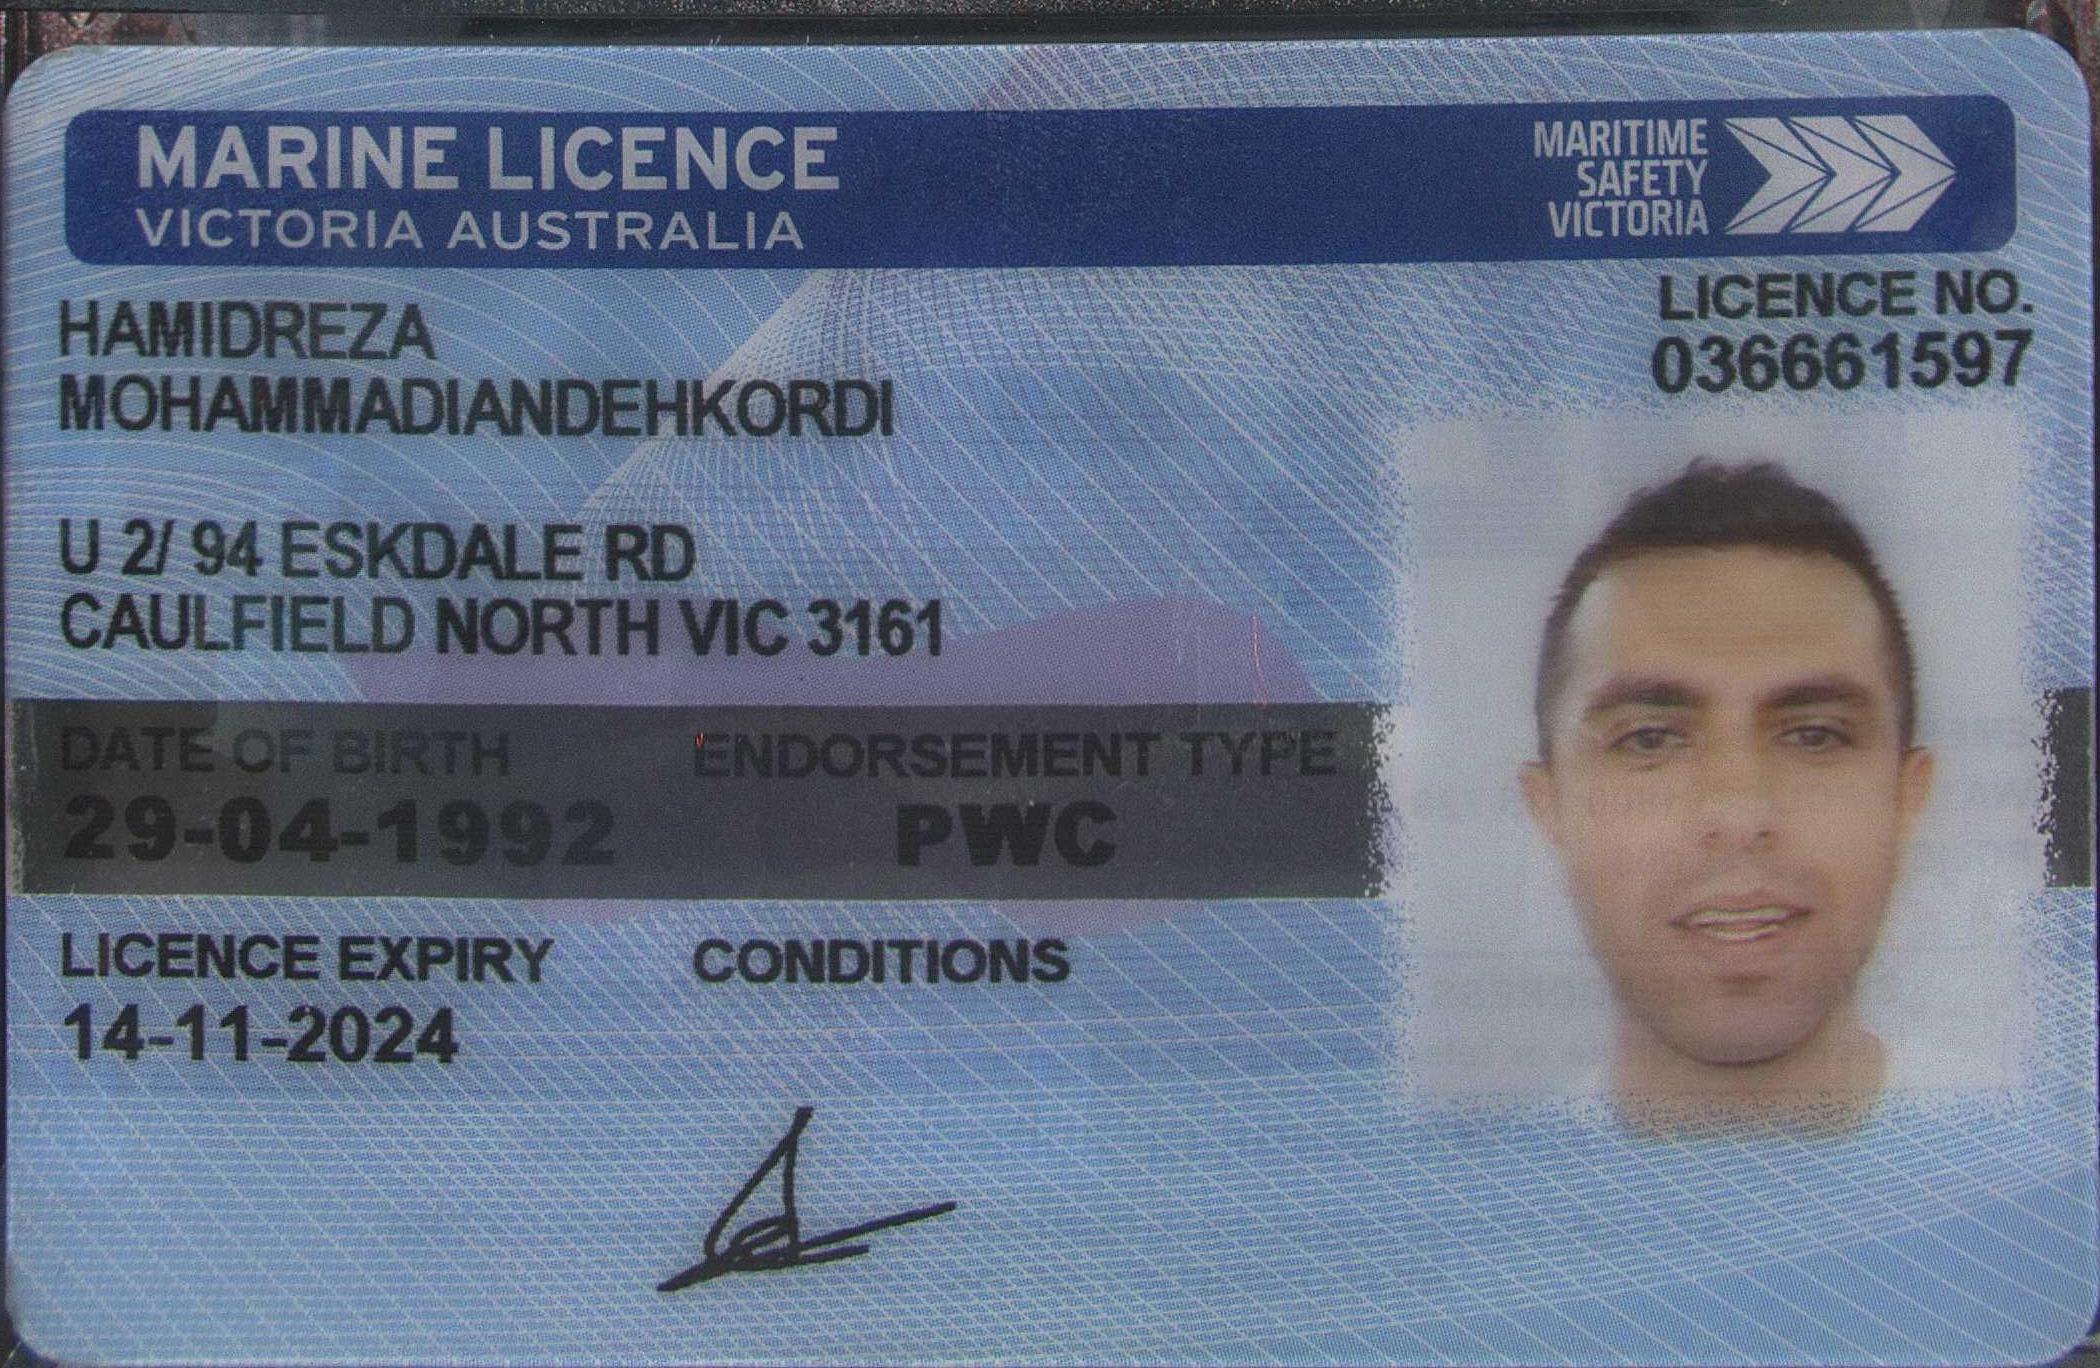 MARINE LICENCE
VICTORIA AUSTRALIA
MARITIME
SAFETY
VICTORIA
HAMIDREZA
MOHAMMADIANDEHKORDI
LICENCE NO.
036661597
U 2/ 94 ESKDALE RD
CAULFIELD NORTH VIC 3161
DATE OF BIRTH ENDORSEMENT TYPE
29-04-1992 PWC
LICENCE EXPIRY CONDITIONS
14-11-2024